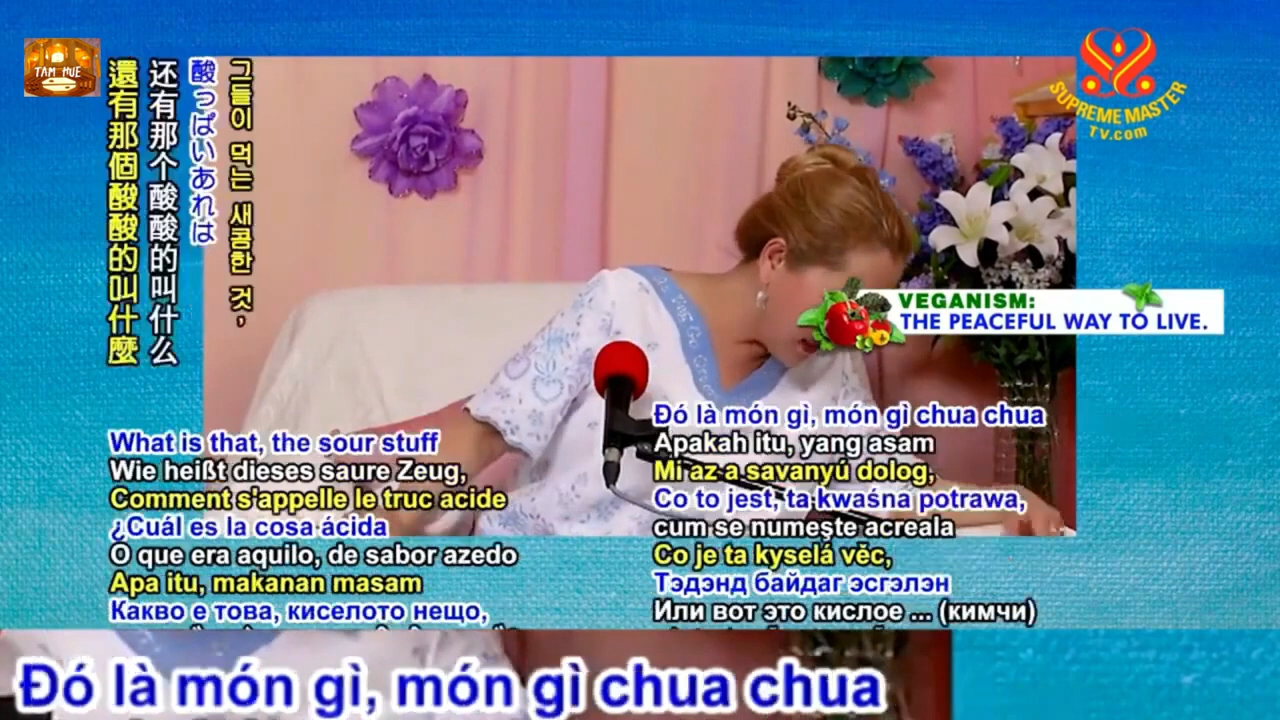 TAM HUE
SUPREME MASTER
TV.com
그들이 먹는 새콤한 것,
酸っぱいあれは
还有那个酸酸的叫什么
還有那個酸酸的叫什麼
VEGANISM:
THE PEACEFUL WAY TO LIVE.
What is that, the sour stuff
Wie heißt dieses saure Zeug,
Comment s'appelle le truc acide
¿Cuál es la cosa ácida
O que era aquilo, de sabor azedo
Apa itu, makanan masam
Какво е това, киселото нещо,
Đó là món gì, món gì chua chua
Apakah itu, yang asam
Mi az a savanyú dolog,
Co to jest, ta kwaśna potrawa,
cum se numeşte acreala
Co je ta kyselá věc,
Тэдэнд байдаг эсгэлэн
Или вот это кислое ... (кимчи)
Đó là món gì, món gì chua chua